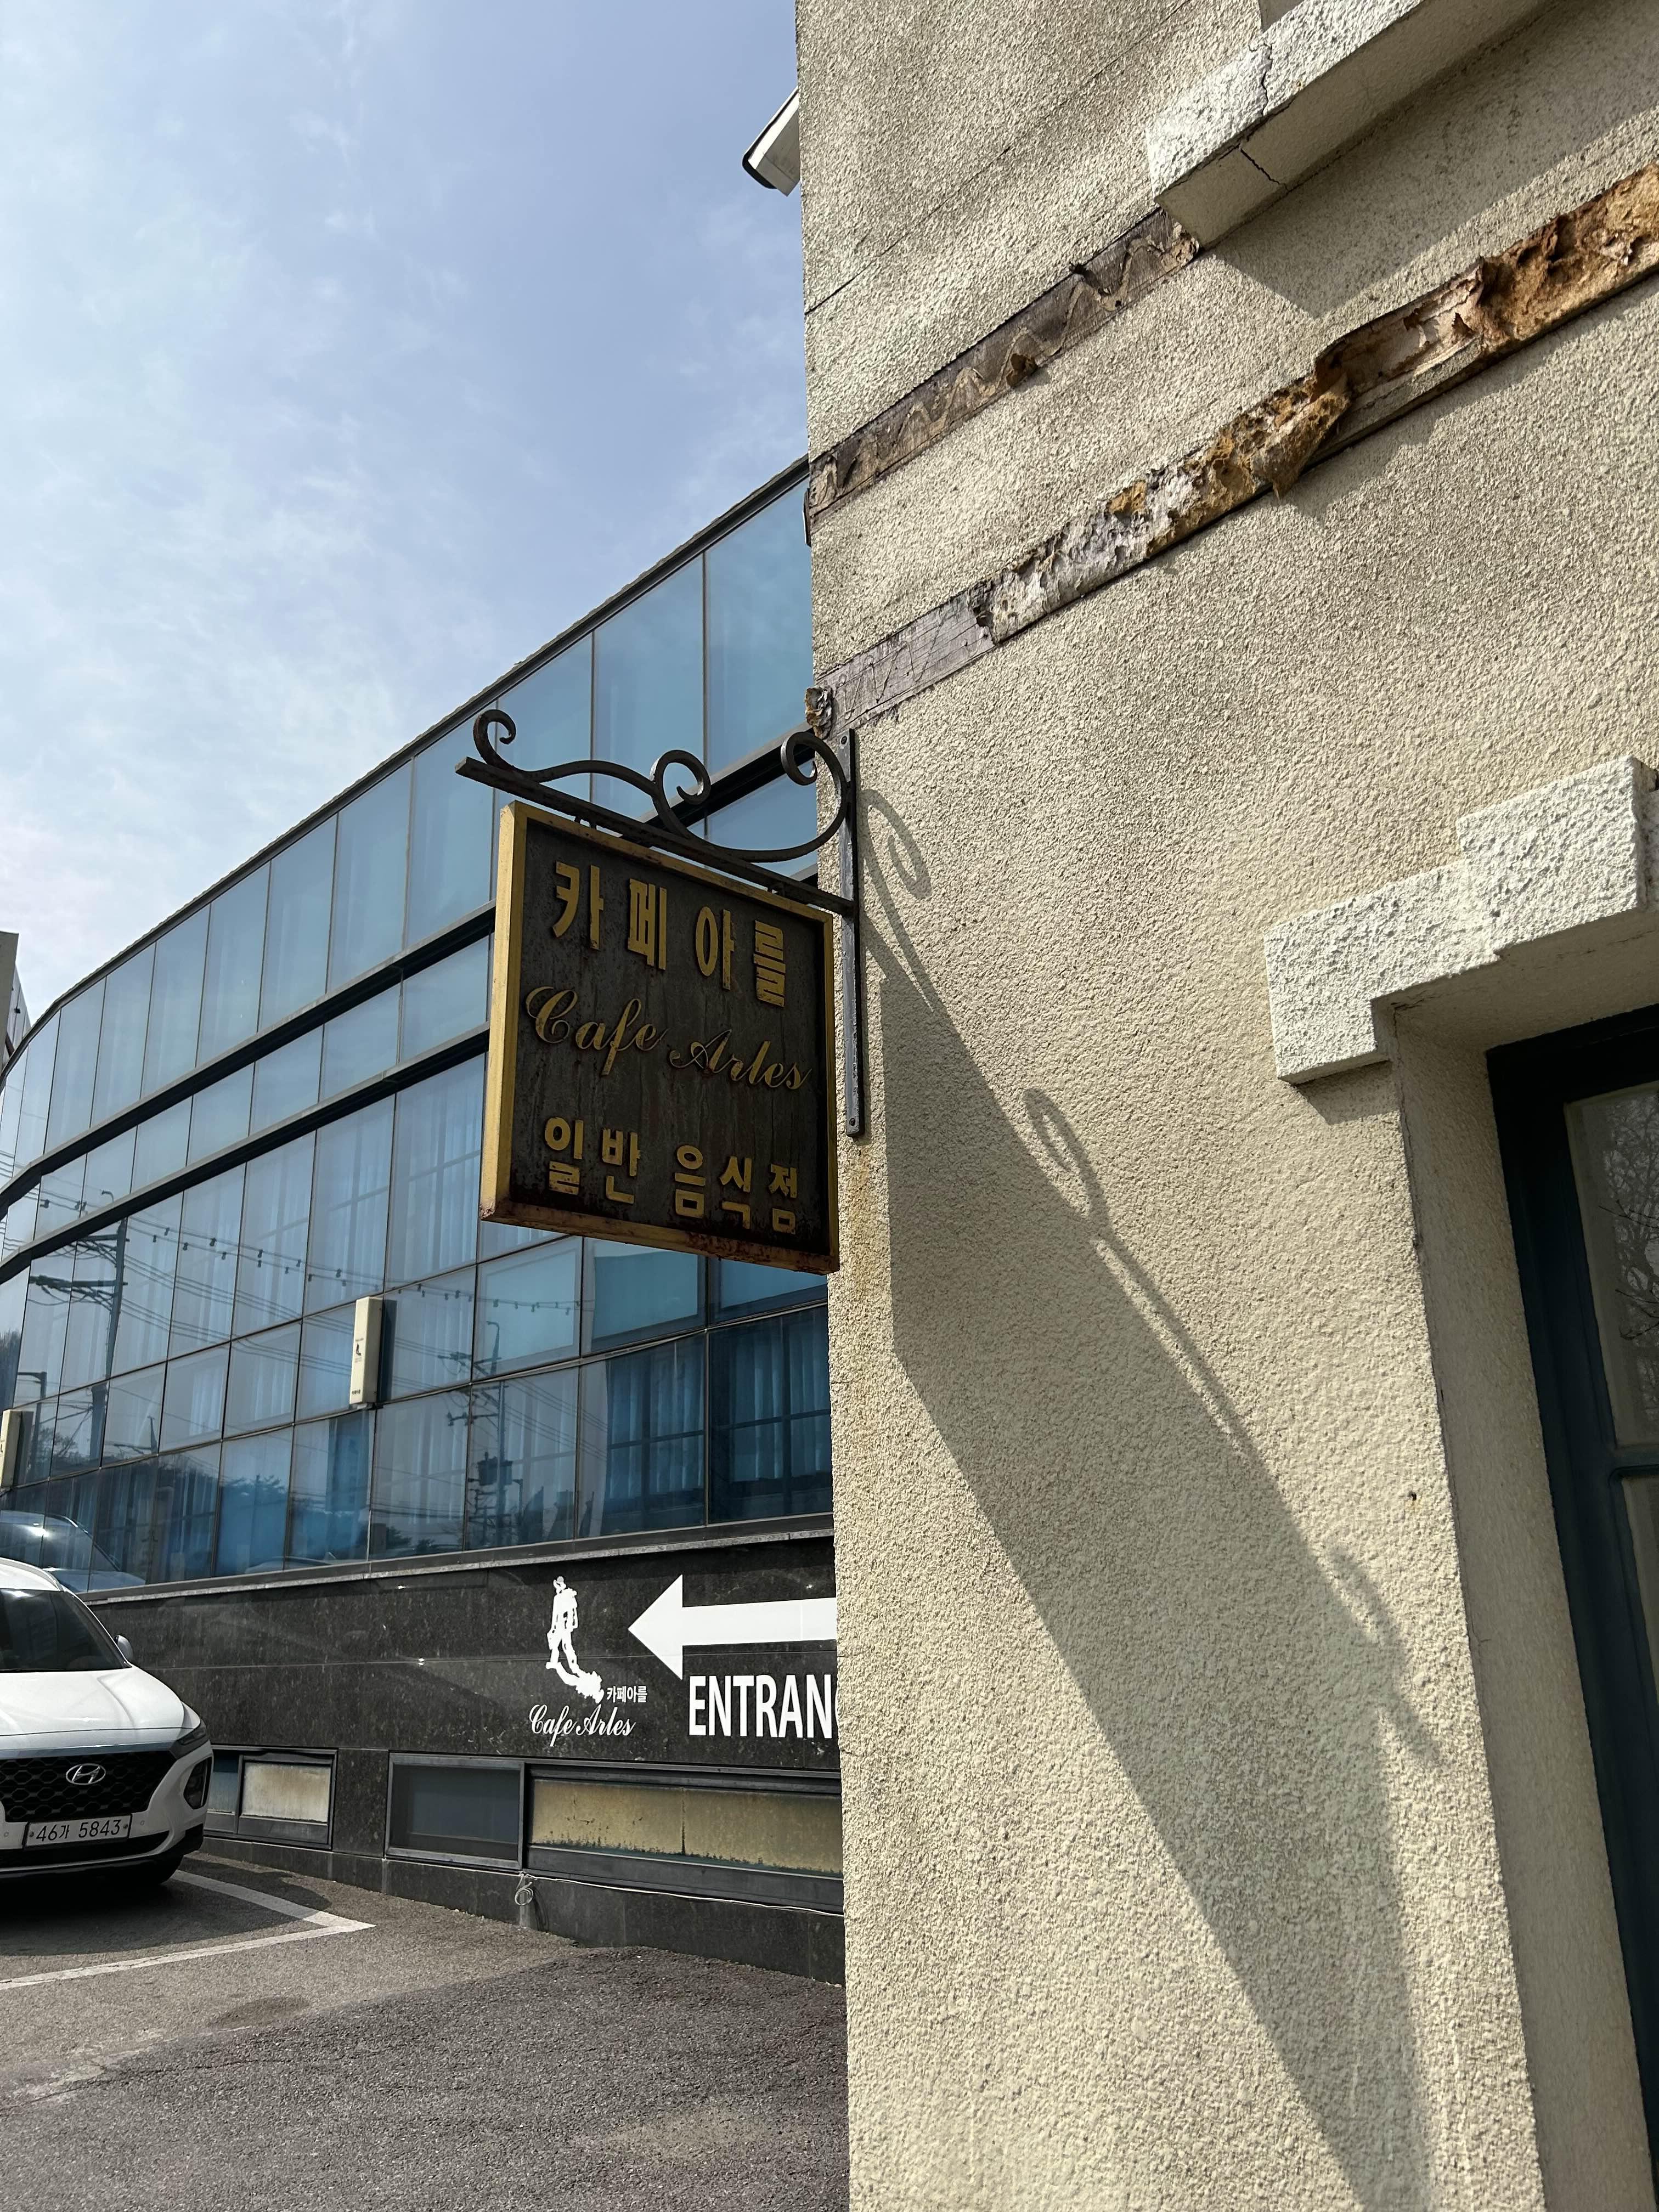 카페아를
Cafe Arles
일반 음식점
카페아를
Cafe Arles
ENTRAN
46가 5843